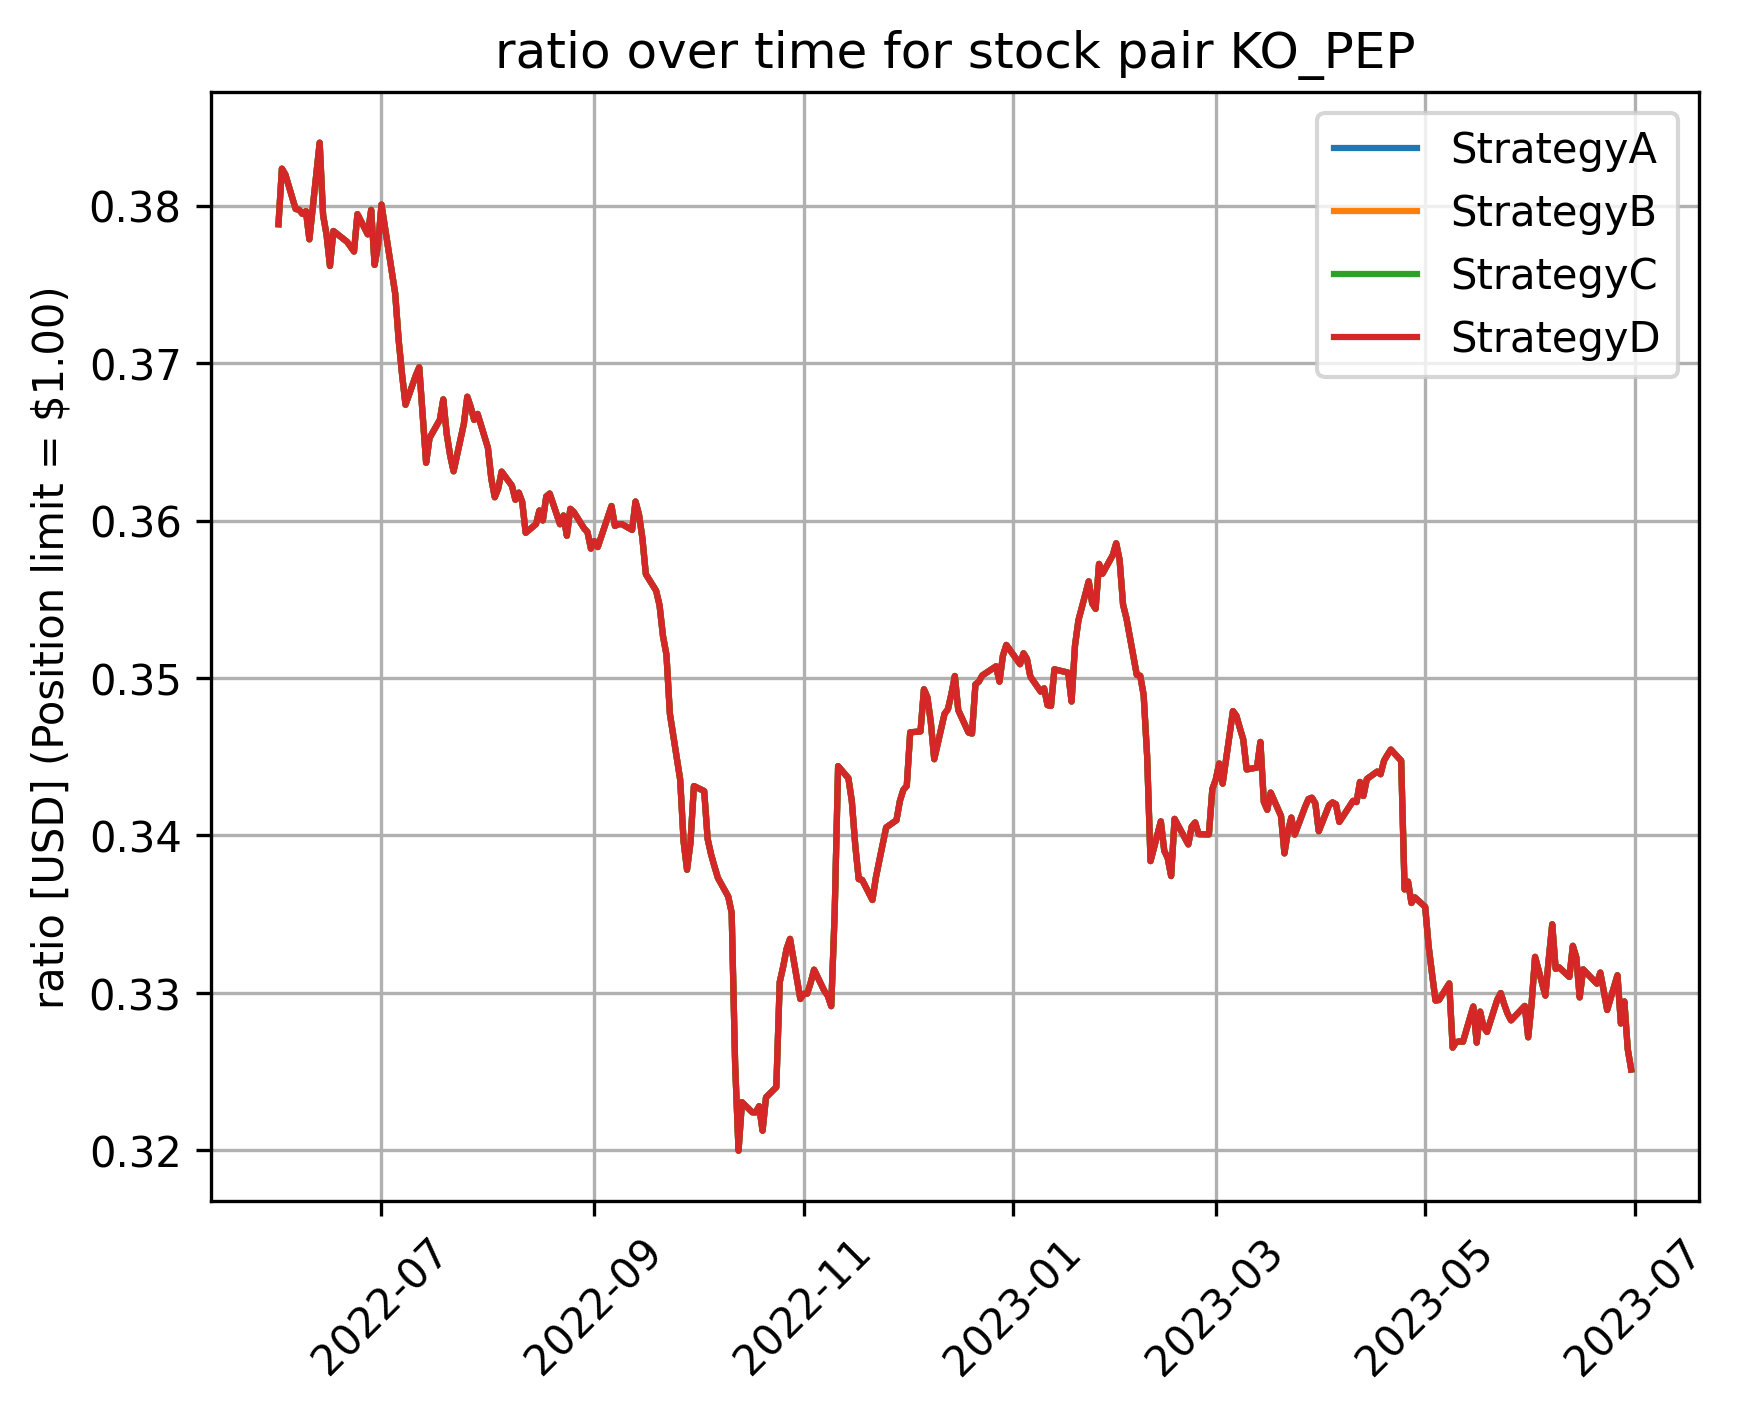 ratio over time for stock pair KO_PEP
StrategyA
StrategyB
StrategyC
StrategyD
ratio [USD] (Position limit = $1.00)
0.38
0.37
0.36
0.35
0.34
0.33
0.32
2022-07
2022-09
2022-11
2023-01
2023-03
2023-05
2023-07